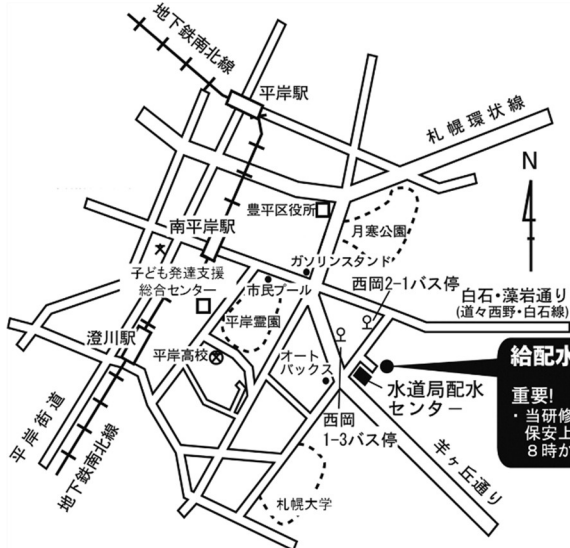 地下鉄南北線
平岸駅
札幌環状線
N
豊平区役所
月寒公園
南平岸駅
ガソリンスタンド
子ども発達支援
総合センター
市民プール
西岡2-1バス停
白石・藻岩通り
(道々西野・白石線)
平岸霊園
澄川駅
平岸高校
オート
バックス
給配水
水道局配水
センター
重要!
・当研修
保安上
8時か
西岡
1-3バス停
平岸街道
地下鉄南北線
羊ヶ丘通り
札幌大学